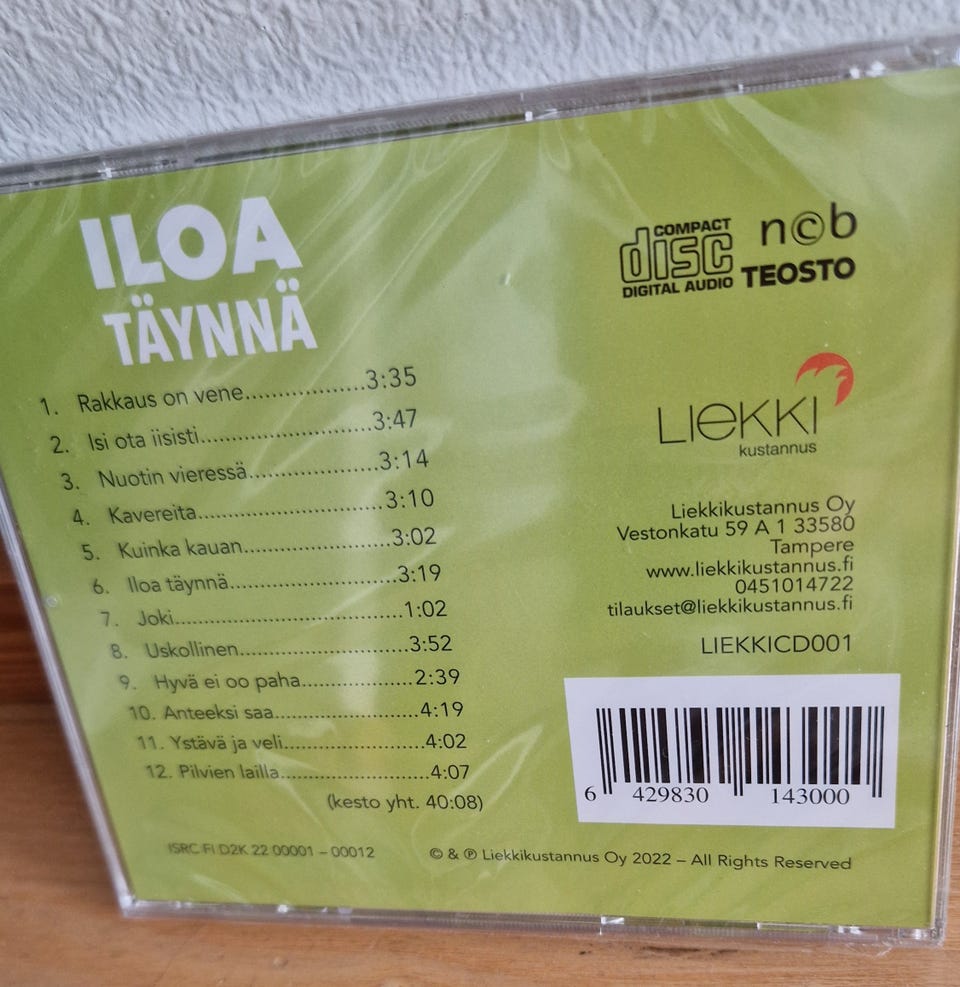 ILOA
TÄYNNÄ
1. Rakkaus on vene......................3:35
2. Isi ota iisisti..............................3:47
3. Nuotin vieressä.......................3:14
4. Kavereita................................3:10
5. Kuinka kauan.........................3:02
6. Iloa täynnä............................3:19
7. Joki........................................1:02
8. Uskollinen..............................3:52
9. Hyvä ei oo paha....................2:39
10. Anteeksi saa.........................4:19
11. Ystävä ja veli.........................4:02
12. Pilvien lailla...........................4:07
(kesto yht. 40:08)
ISRC FI D2K 22 00001 – 00012
COMPACT
disc
DIGITAL AUDIO
n©b
TEOSTO
LIEKKI
kustannus
Liekkikustannus Oy
Vestonkatu 59 A 1 33580
Tampere
www.liekkikustannus.fi
0451014722
tilaukset@liekkikustannus.fi
LIEKKICD001
6 429830 143000
© & ℗ Liekkikustannus Oy 2022 – All Rights Reserved